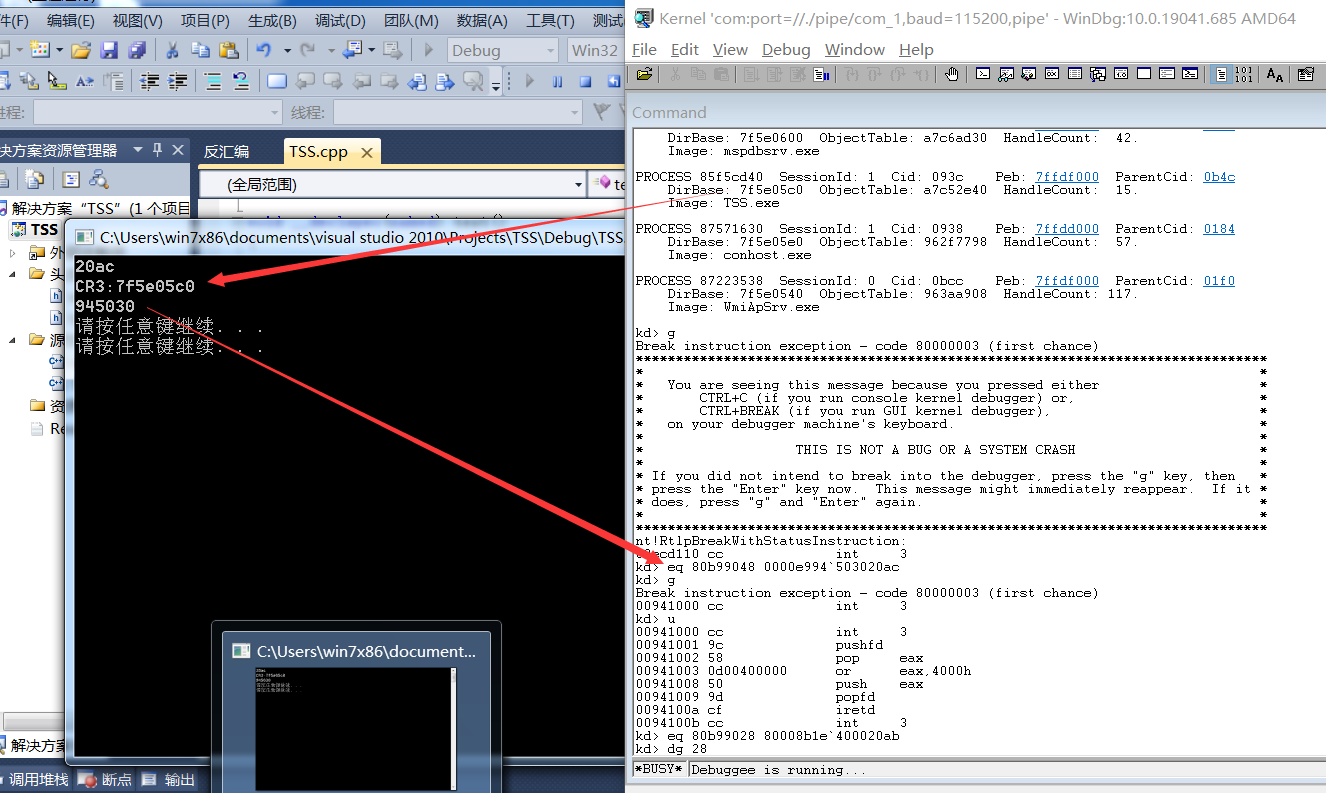 件(F) 编辑(E) 视图(V) 项目(P) 生成(B) 调试(D) 团队(M) 数据(A) 工具(T) 测试
Debug Win32
进程: 线程:
决方案资源管理器
解决方案“TSS”(1 个项目
TSS
外
头
源
资
Re
解决方案
反汇编 TSS.cpp
(全局范围)
C:\Users\win7x86\documents\visual studio 2010\Projects\TSS\Debug\TSS.
20ac
CR3:7f5e05c0
945030
请按任意键继续. . .
请按任意键继续. . .
C:\Users\win7x86\document...
调用堆栈 断点 输出
Kernel 'com:port=//./pipe/com_1,baud=115200,pipe' - WinDbg:10.0.19041.685 AMD64
File Edit View Debug Window Help
Command
DirBase: 7f5e0600 ObjectTable: a7c6ad30 HandleCount: 42.
Image: mspdbsrv.exe
PROCESS 85f5cd40 SessionId: 1 Cid: 093c Peb: 7ffdf000 ParentCid: 0b4c
DirBase: 7f5e05c0 ObjectTable: a7c52e40 HandleCount: 15.
Image: TSS.exe
PROCESS 87571630 SessionId: 1 Cid: 0938 Peb: 7ffdd000 ParentCid: 0184
DirBase: 7f5e05e0 ObjectTable: 962f7798 HandleCount: 57.
Image: conhost.exe
PROCESS 87223538 SessionId: 0 Cid: 0bcc Peb: 7ffdf000 ParentCid: 01f0
DirBase: 7f5e0540 ObjectTable: 963aa908 HandleCount: 117.
Image: WmiApSrv.exe
kd> g
Break instruction exception - code 80000003 (first chance)
*******************************************************************************
* *
* You are seeing this message because you pressed either *
* CTRL+C (if you run console kernel debugger) or, *
* CTRL+BREAK (if you run GUI kernel debugger), *
* on your debugger machine's keyboard. *
* *
* THIS IS NOT A BUG OR A SYSTEM CRASH *
* *
* If you did not intend to break into the debugger, press the "g" key, then *
* press the "Enter" key now. This message might immediately reappear. If it *
* does, press "g" and "Enter" again. *
* *
*******************************************************************************
nt!RtlpBreakWithStatusInstruction:
cc int 3
kd> eq 80b99048 0000e994`503020ac
kd> g
Break instruction exception - code 80000003 (first chance)
00941000 cc int 3
kd> u
00941000 cc int 3
00941001 9c pushfd
00941002 58 pop eax
00941003 0d00400000 or eax,4000h
00941008 50 push eax
00941009 9d popfd
0094100a cf iretd
0094100b cc int 3
kd> eq 80b99028 80008b1e`400020ab
kd> dg 28
*BUSY* Debuggee is running...